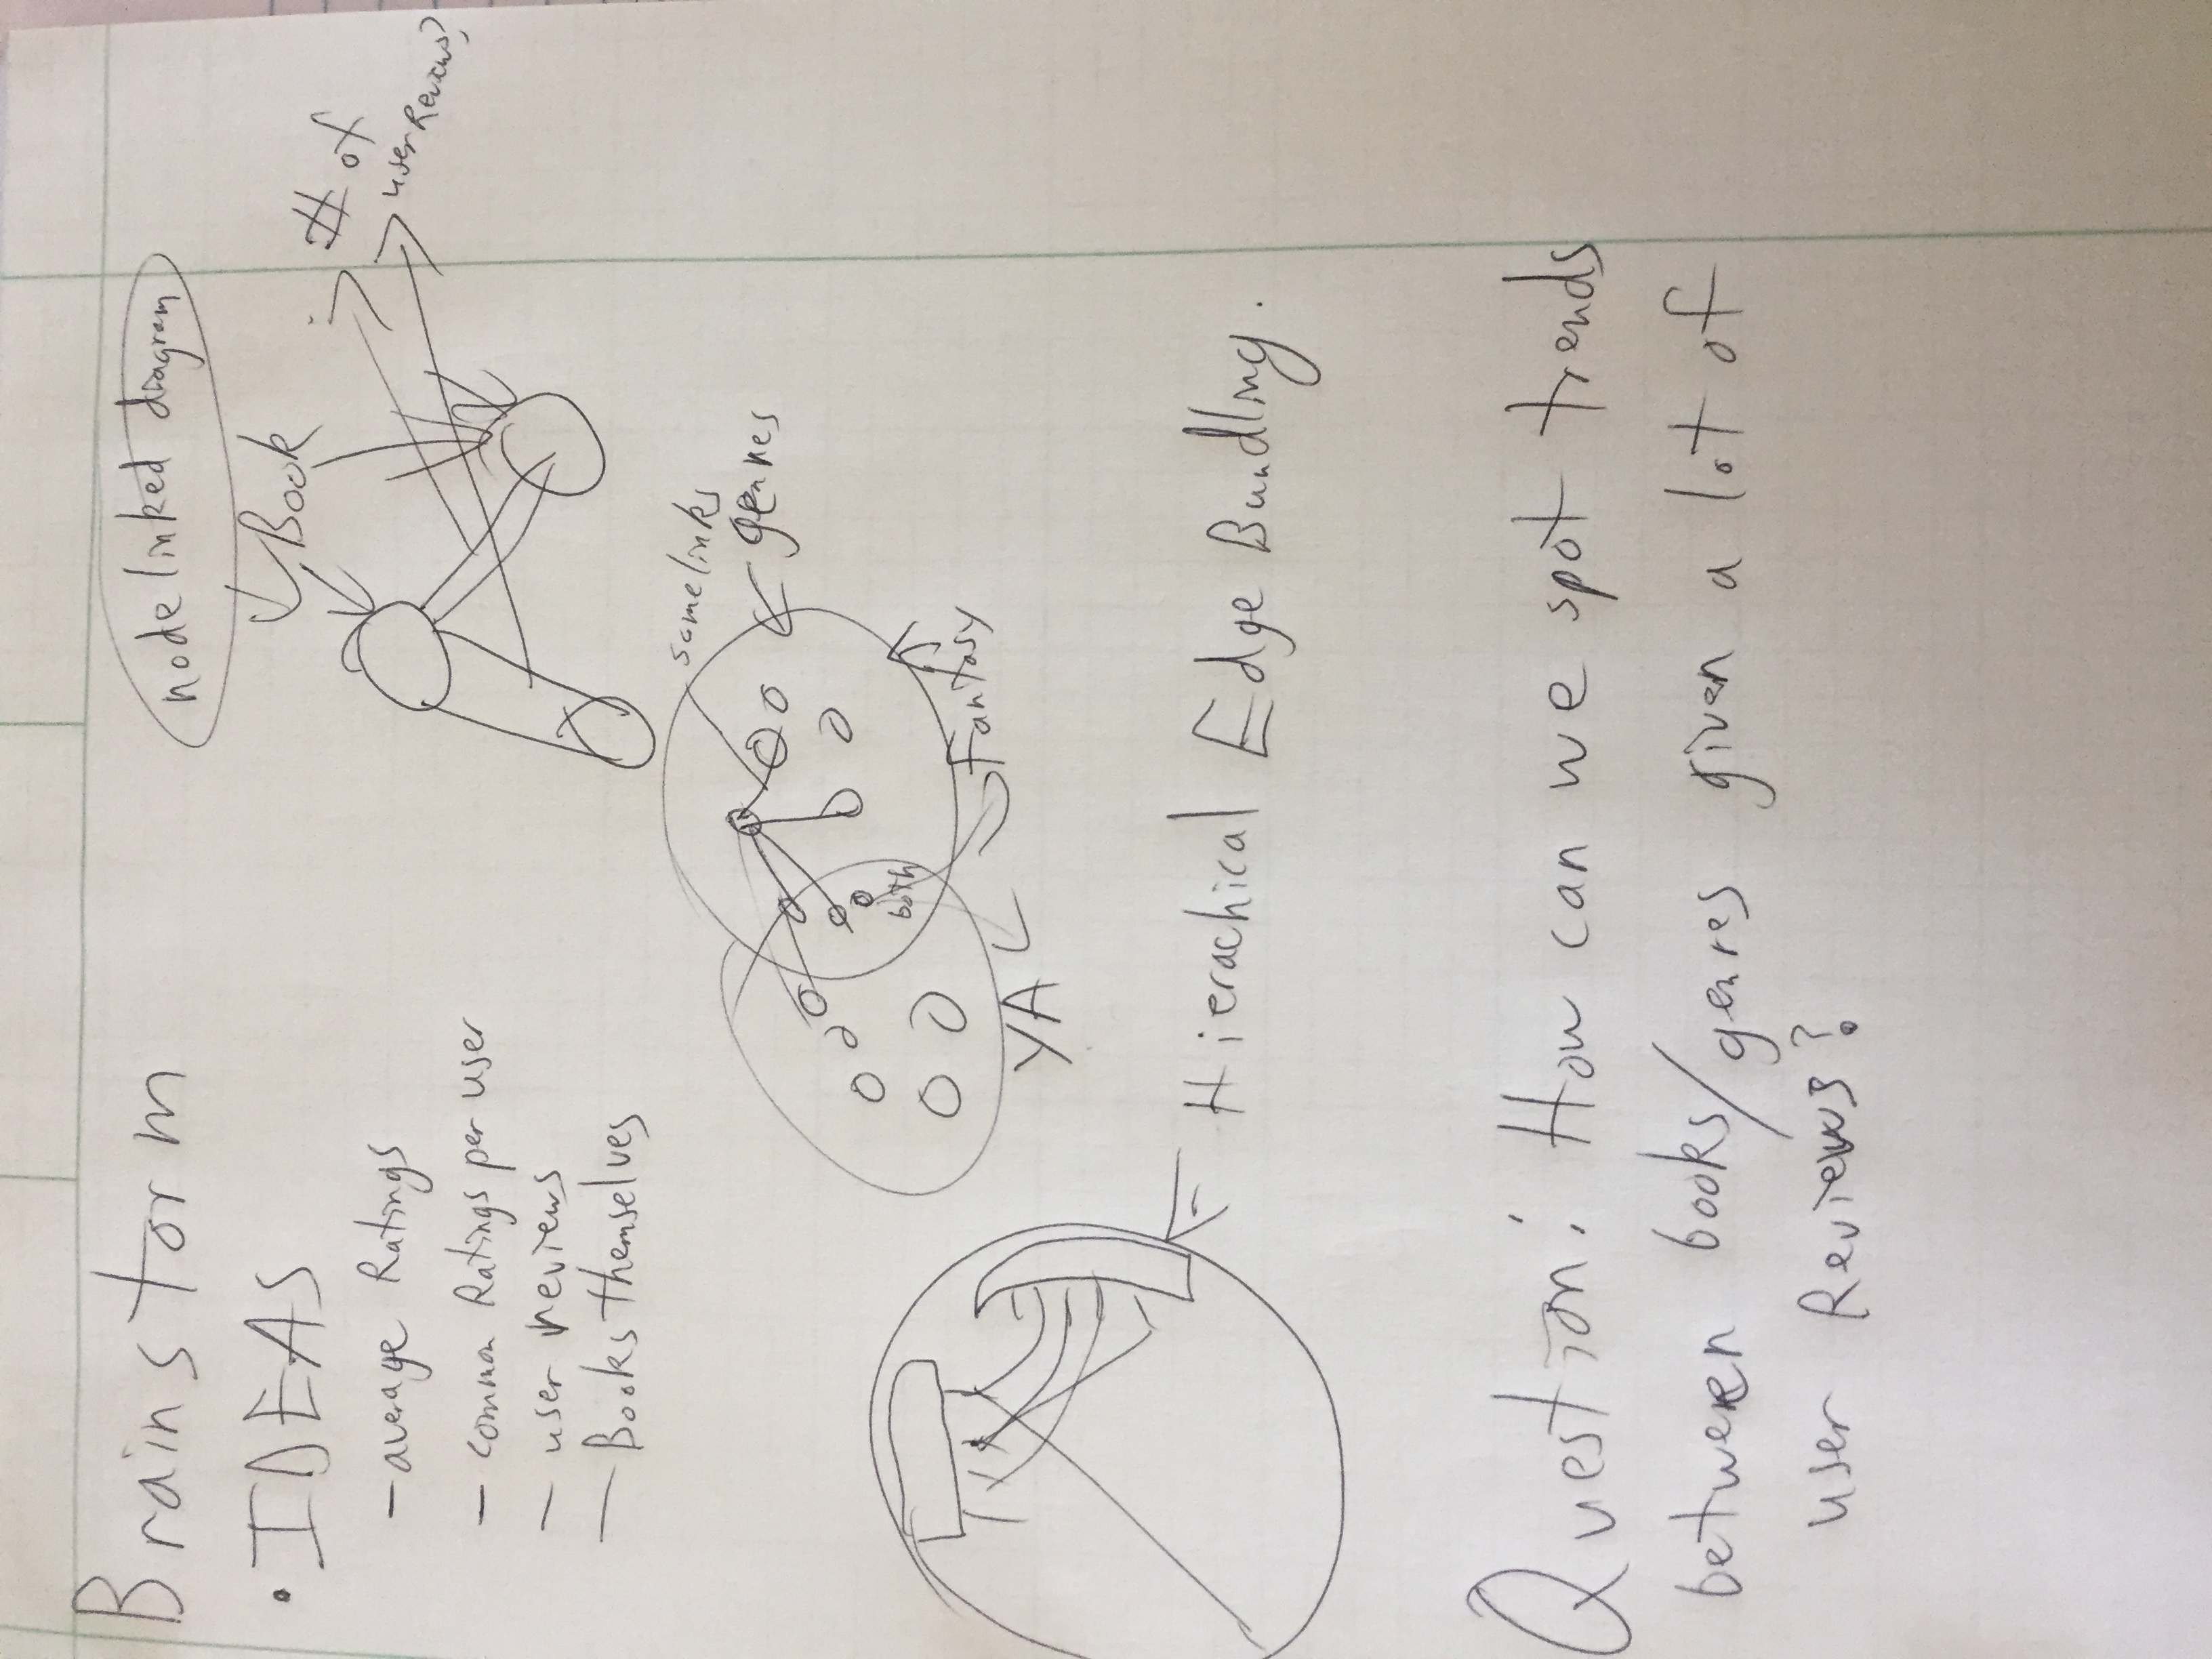 Brainstorm
• IDEAS
- average Ratings
- common Ratings per user
- user reviews
- Books themselves
node linked diagram
Book
# of
user Reviews?
some links
genres
both
Fantasy
YA
Hierachical Edge Bundling.
Question: How can we spot trends
between books/genres given a lot of
user Reviews?